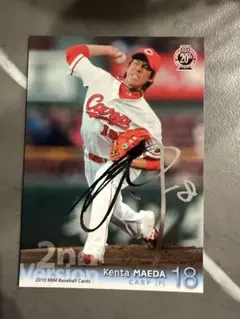 20th
Carp
18
2nd
Version
Kenta MAEDA 18
2010 BBM Baseball Cards
CARP [P]